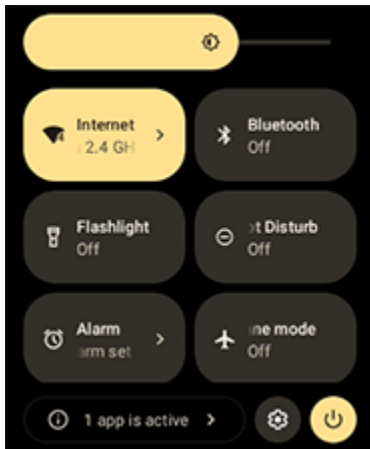 Internet
2.4 GH
Bluetooth
Off
Flashlight
Off
t Disturb
Off
Alarm
rm set
ne mode
Off
1 app is active